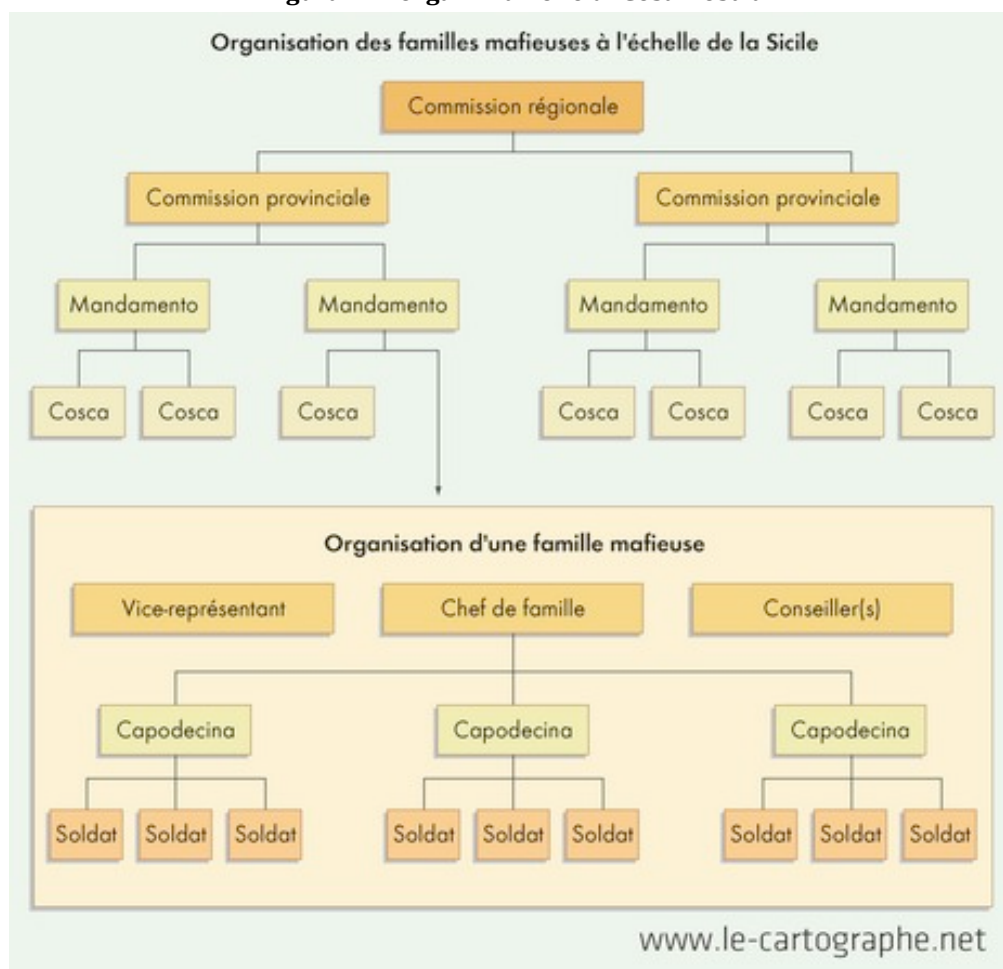 Organisation des familles mafieuses à l'échelle de la Sicile
Commission régionale
Commission provinciale Commission provinciale
Mandamento Mandamento Mandamento Mandamento
Cosca Cosca Cosca Cosca Cosca Cosca Cosca
Organisation d'une famille mafieuse
Vice-représentant Chef de famille Conseiller(s)
Capodecina Capodecina Capodecina
Soldat Soldat Soldat Soldat Soldat Soldat Soldat Soldat Soldat
www.le-cartographe.net